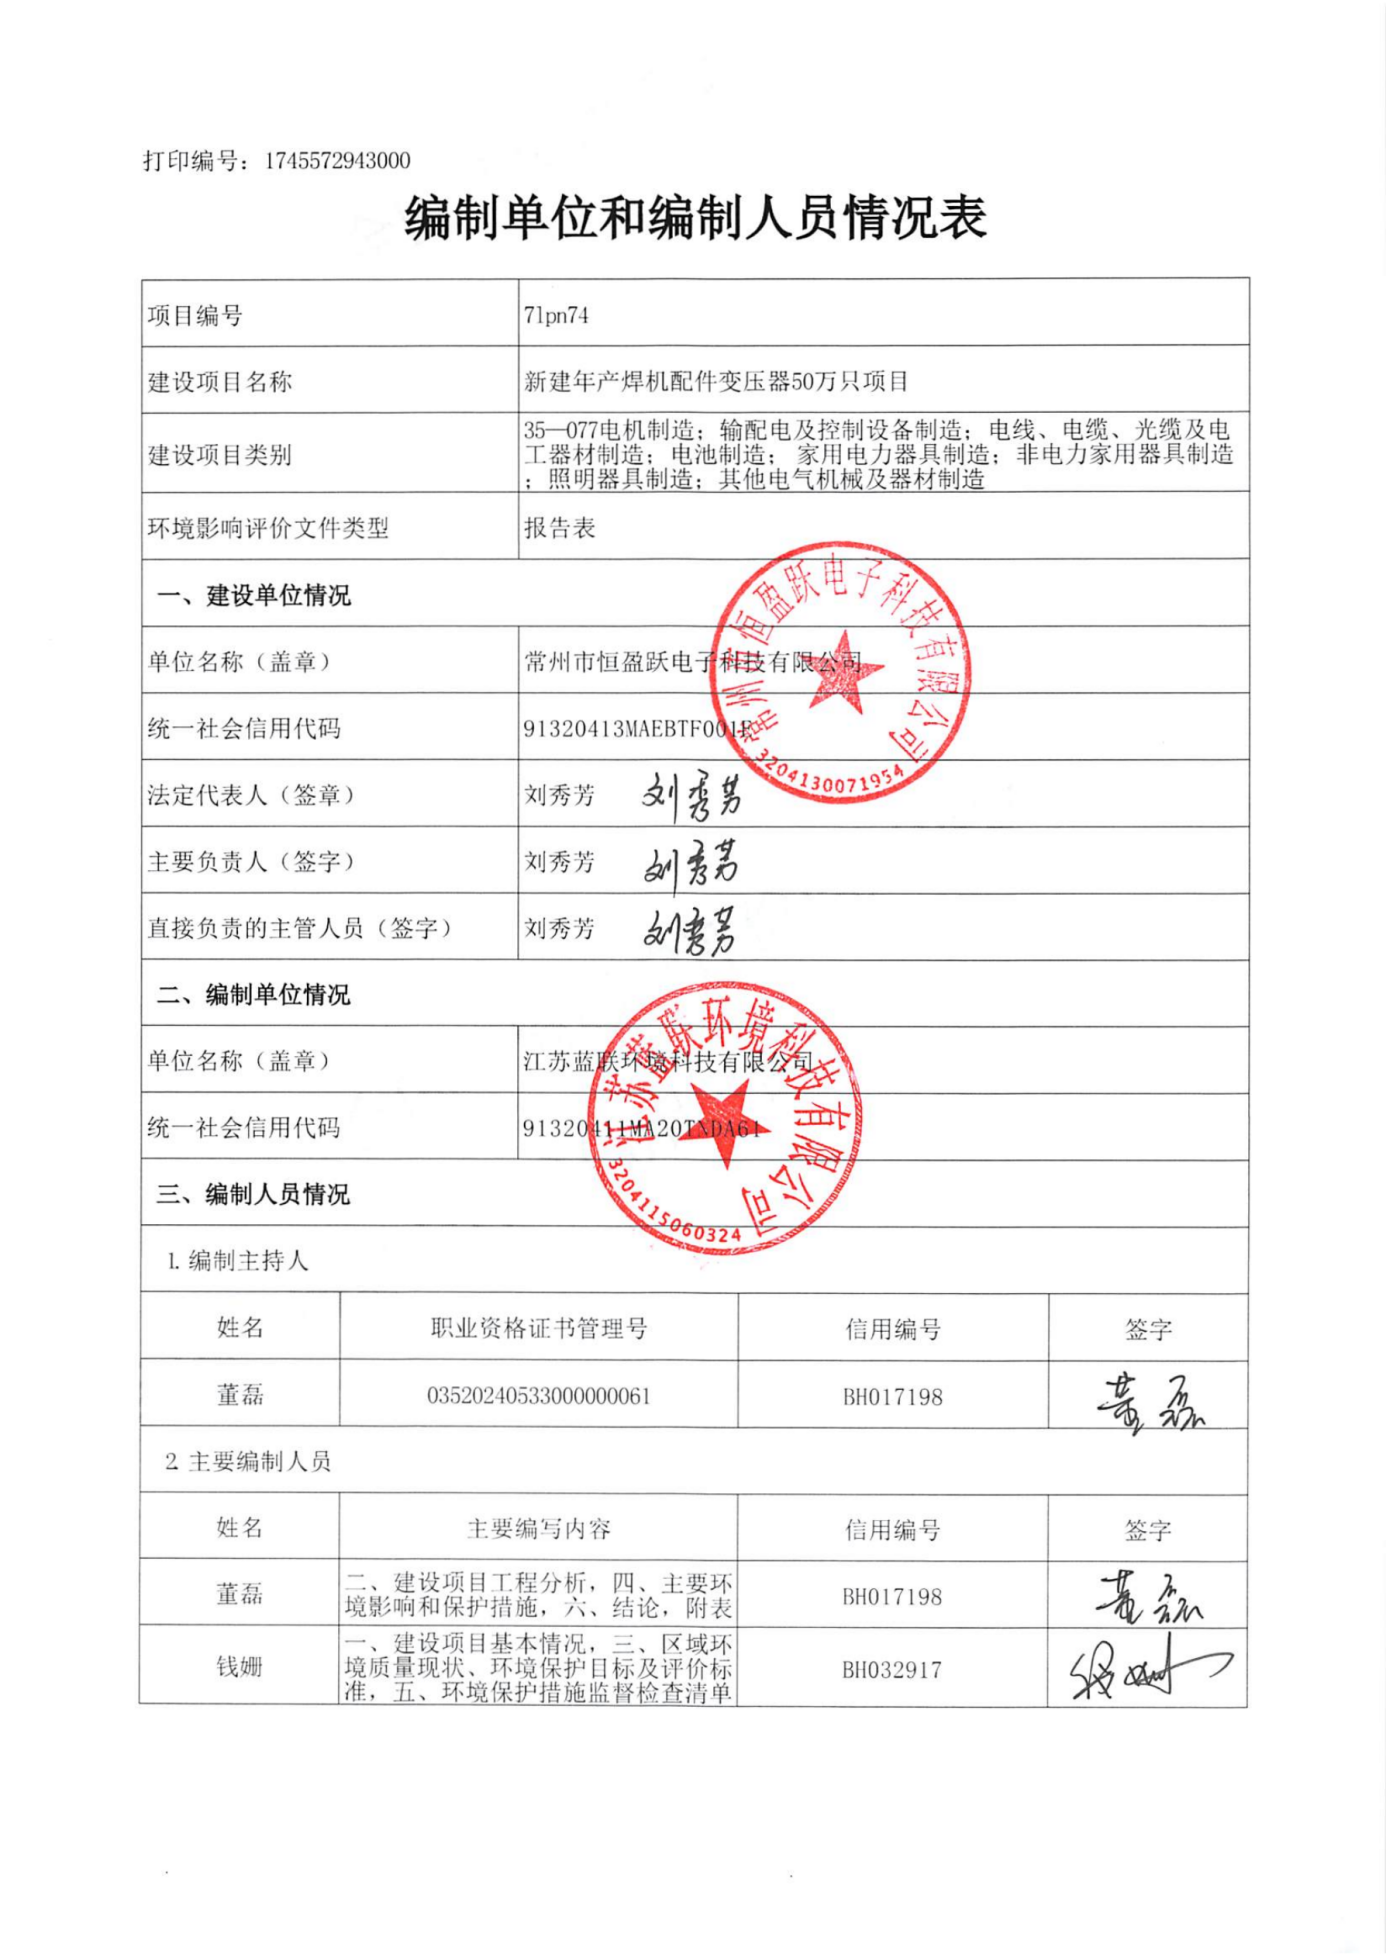 打印编号：1745572943000
编制单位和编制人员情况表
项目编号 7lpn74
建设项目名称 新建年产焊机配件变压器50万只项目
建设项目类别 35—077电机制造；输配电及控制设备制造；电线、电缆、光缆及电
工器材制造；电池制造；家用电力器具制造；非电力家用器具制造
；照明器具制造；其他电气机械及器材制造
环境影响评价文件类型 报告表
一、建设单位情况
单位名称（盖章） 常州市恒盈跃电子科技有限公司
统一社会信用代码 91320413MAEBTF001
法定代表人（签章） 刘秀芳 刘秀芳
主要负责人（签字） 刘秀芳 刘秀芳
直接负责的主管人员（签字） 刘秀芳 刘秀芳
常州市恒盈跃电子科技有限公司
3204130071954
二、编制单位情况
单位名称（盖章） 江苏蓝联环境科技有限公司
统一社会信用代码 91320411MA20TNDA61
江苏蓝联环境科技有限公司
3204115060324
三、编制人员情况
1.编制主持人
姓名 职业资格证书管理号 信用编号 签字
董磊 03520240533000000061 BH017198 董磊
2.主要编制人员
姓名 主要编写内容 信用编号 签字
董磊 二、建设项目工程分析，四、主要环
境影响和保护措施，六、结论，附表 BH017198 董磊
钱姗 一、建设项目基本情况，三、区域环
境质量现状、环境保护目标及评价标
准，五、环境保护措施监督检查清单 BH032917 钱姗